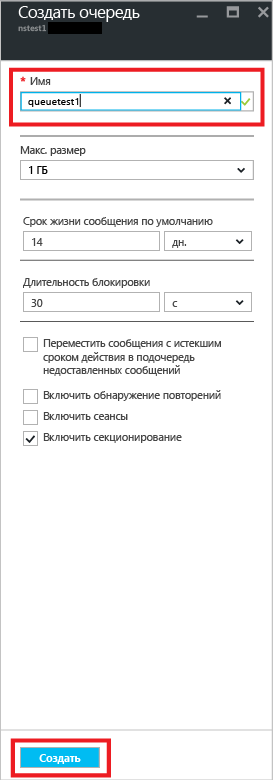 Создать очередь
nstest1
* Имя
queuetest1
Макс. размер
1 ГБ
Срок жизни сообщения по умолчанию
14 дн.
Длительность блокировки
30 с
Переместить сообщения с истекшим
сроком действия в подочередь
недоставленных сообщений
Включить обнаружение повторений
Включить сеансы
Включить секционирование
Создать